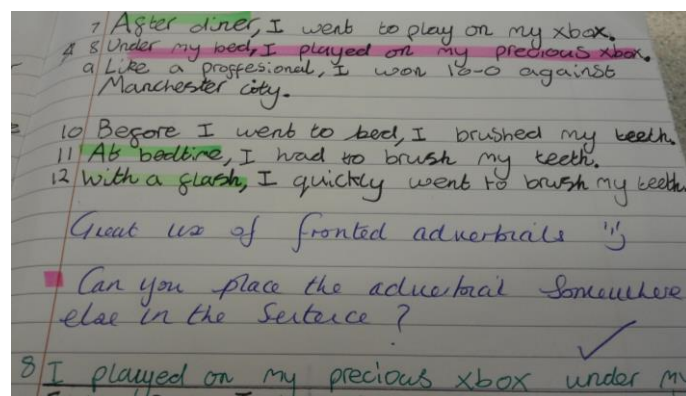 7 After diner, I went to play on my xbox.
8 Under my bed, I played on my precious xbox.
9 Like a proffesional, I won 16-0 against
Manchester city.
10 Before I went to bed, I brushed my teeth.
11 At bedtime, I had to brush my teeth.
12 With a flash, I quickly went to brush my teeth.
Great use of fronted adverbials
Can you place the adverbial somewhere
else in the sentence?
8 I played on my precious xbox under my